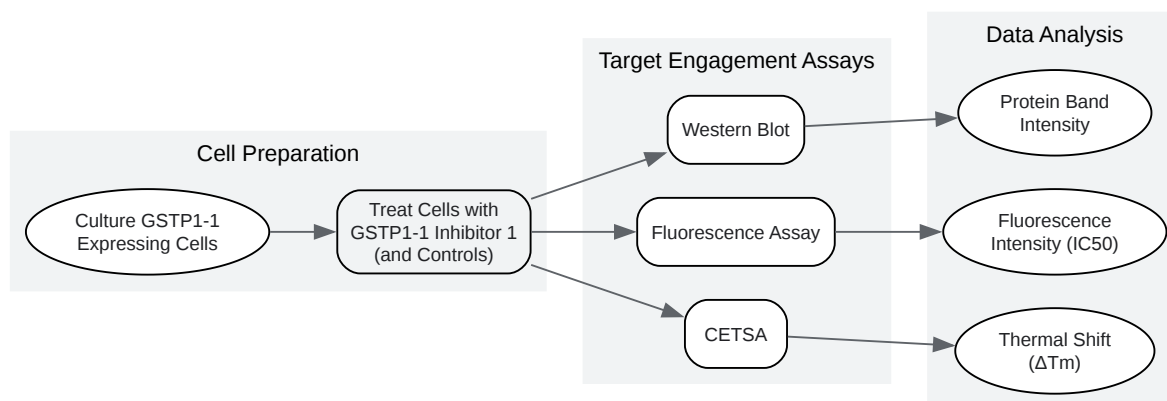 Cell Preparation
Culture GSTP1-1
Expressing Cells
Treat Cells with
GSTP1-1 Inhibitor 1
(and Controls)
Target Engagement Assays
Western Blot
Fluorescence Assay
CETSA
Data Analysis
Protein Band
Intensity
Fluorescence
Intensity (IC50)
Thermal Shift
(ΔTm)